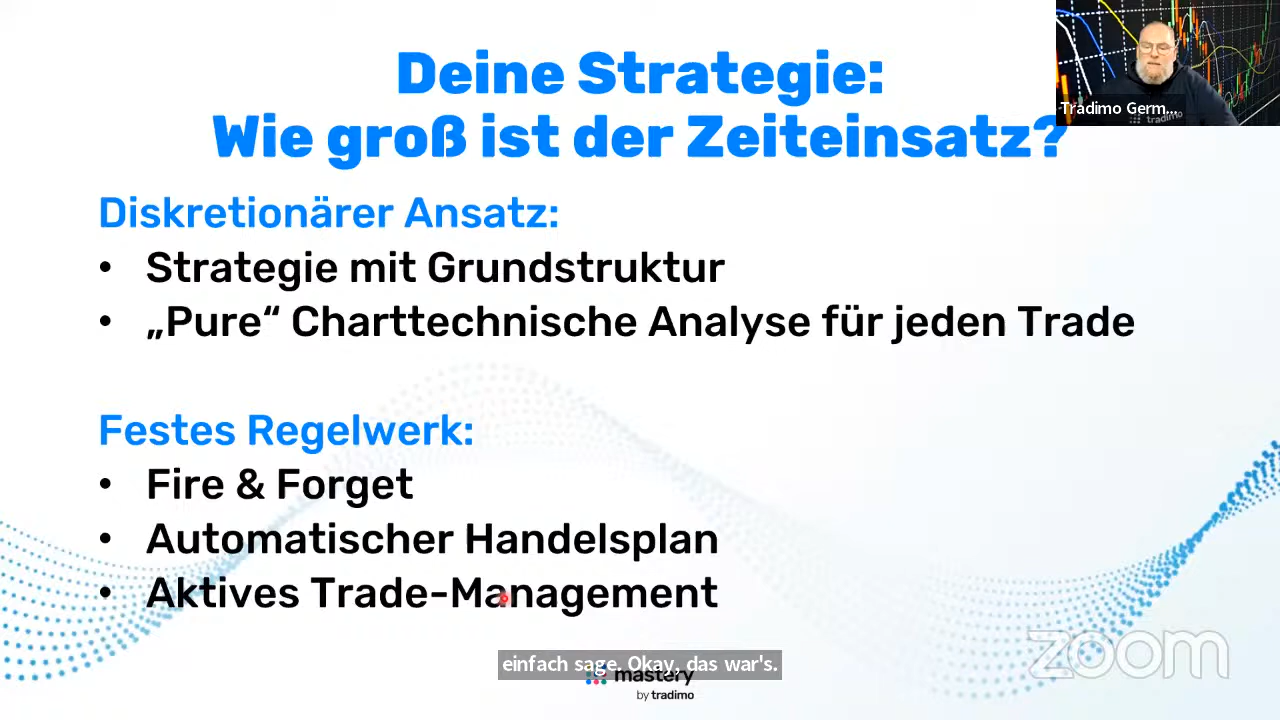 Deine Strategie:
Wie groß ist der Zeiteinsatz?
Tradimo Germ...
tradimo
Diskretionärer Ansatz:
• Strategie mit Grundstruktur
• „Pure“ Charttechnische Analyse für jeden Trade
Festes Regelwerk:
• Fire & Forget
• Automatischer Handelsplan
• Aktives Trade-Management
zoom
einfach sage. Okay, das war's.
mastery
by tradimo